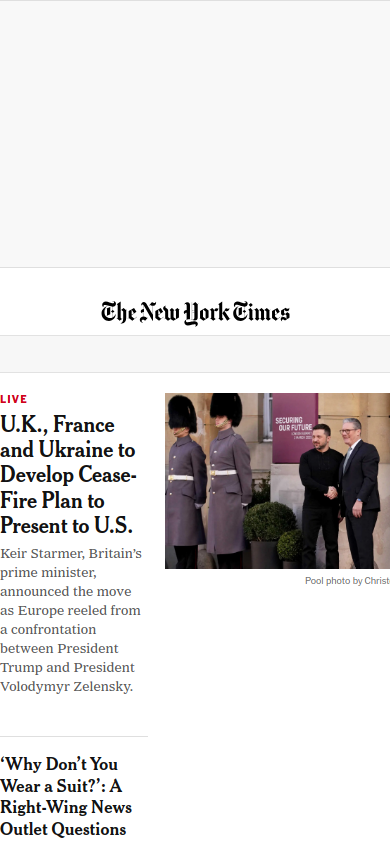 The New York Times
LIVE
U.K., France
and Ukraine to
Develop Cease-
Fire Plan to
Present to U.S.
Keir Starmer, Britain’s
prime minister,
announced the move
as Europe reeled from
a confrontation
between President
Trump and President
Volodymyr Zelensky.
SECURING
OUR FUTURE
Pool photo by Christ
‘Why Don’t You
Wear a Suit?’: A
Right-Wing News
Outlet Questions